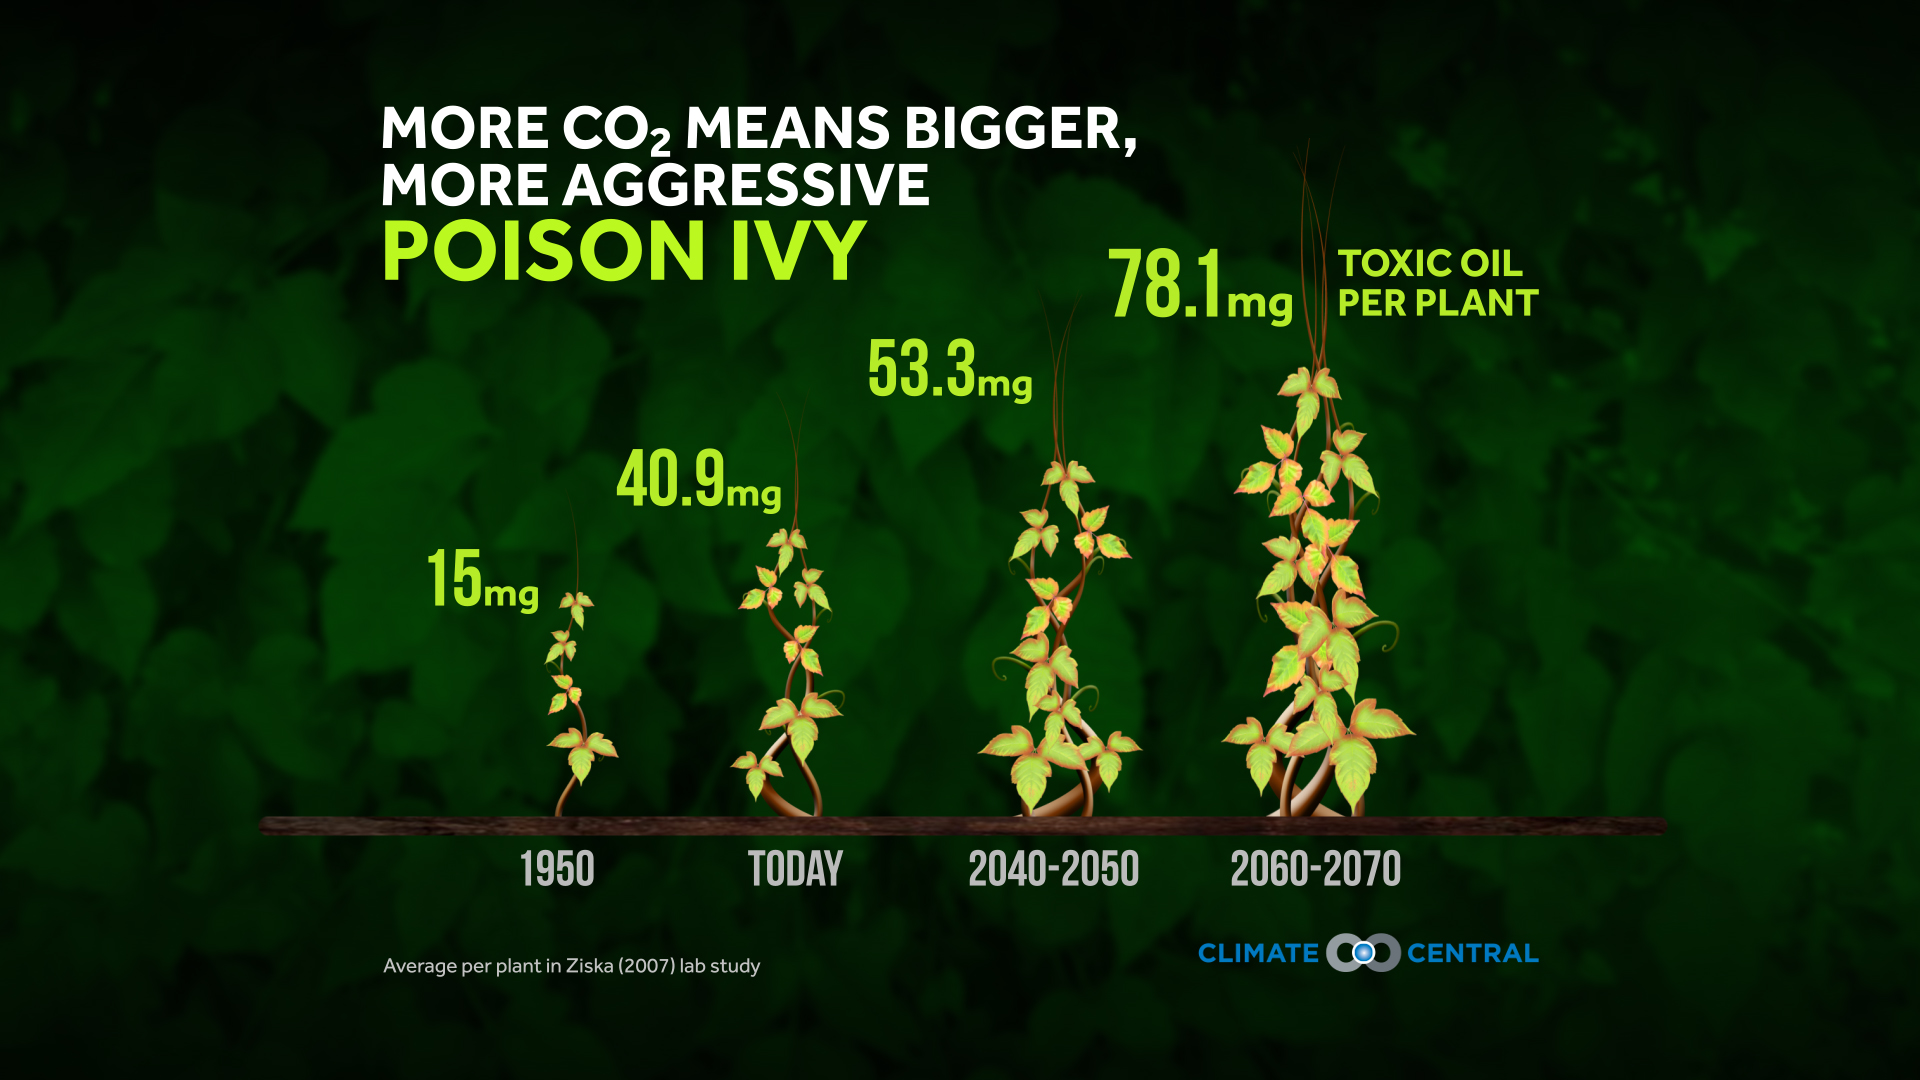 MORE CO₂ MEANS BIGGER,
MORE AGGRESSIVE
POISON IVY
78.1mg
TOXIC OIL
PER PLANT
53.3mg
40.9mg
15mg
1950
TODAY
2040-2050
2060-2070
Average per plant in Ziska (2007) lab study
CLIMATE CENTRAL